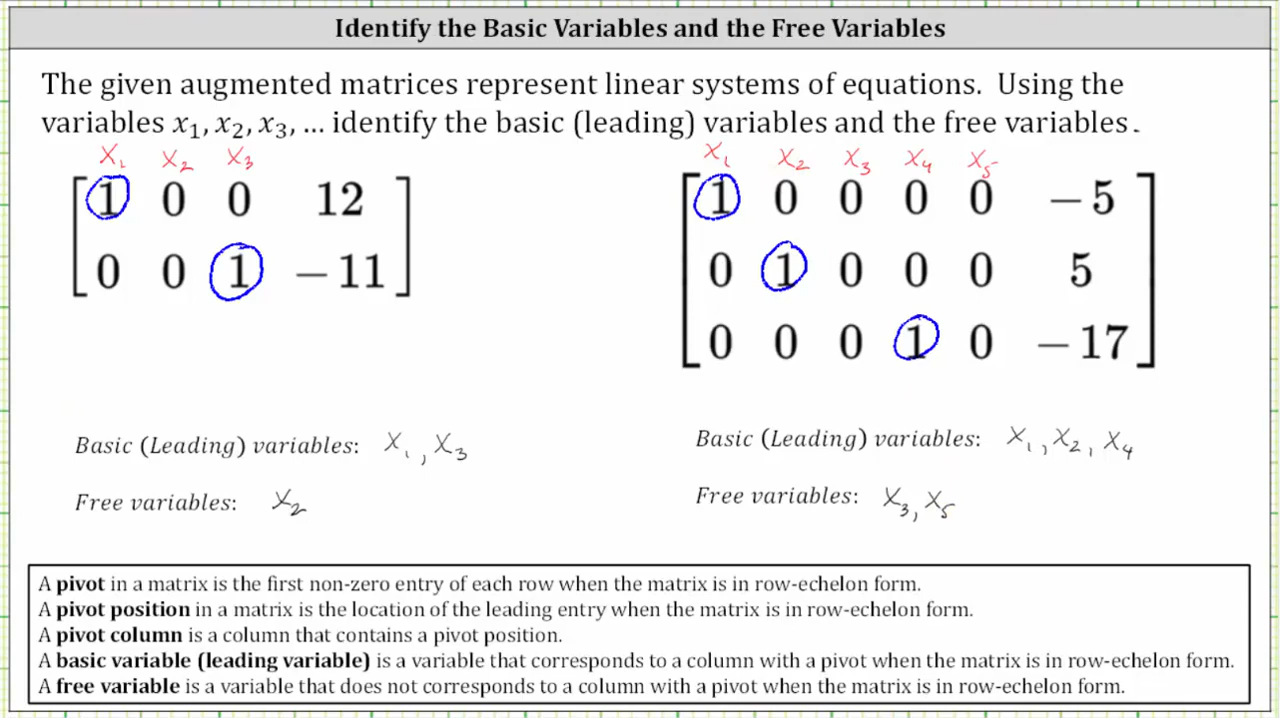 Identify the Basic Variables and the Free Variables
The given augmented matrices represent linear systems of equations. Using the
variables x₁, x₂, x₃, … identify the basic (leading) variables and the free variables.
x₁ x₂ x₃
1 0 0 12
0 0 1 −11
Basic (Leading) variables: x₁, x₃
Free variables: x₂
x₁ x₂ x₃ x₄ x₅
1 0 0 0 0 −5
0 1 0 0 0 5
0 0 0 1 0 −17
Basic (Leading) variables: x₁, x₂, x₄
Free variables: x₃, x₅
A pivot in a matrix is the first non-zero entry of each row when the matrix is in row-echelon form.
A pivot position in a matrix is the location of the leading entry when the matrix is in row-echelon form.
A pivot column is a column that contains a pivot position.
A basic variable (leading variable) is a variable that corresponds to a column with a pivot when the matrix is in row-echelon form.
A free variable is a variable that does not corresponds to a column with a pivot when the matrix is in row-echelon form.